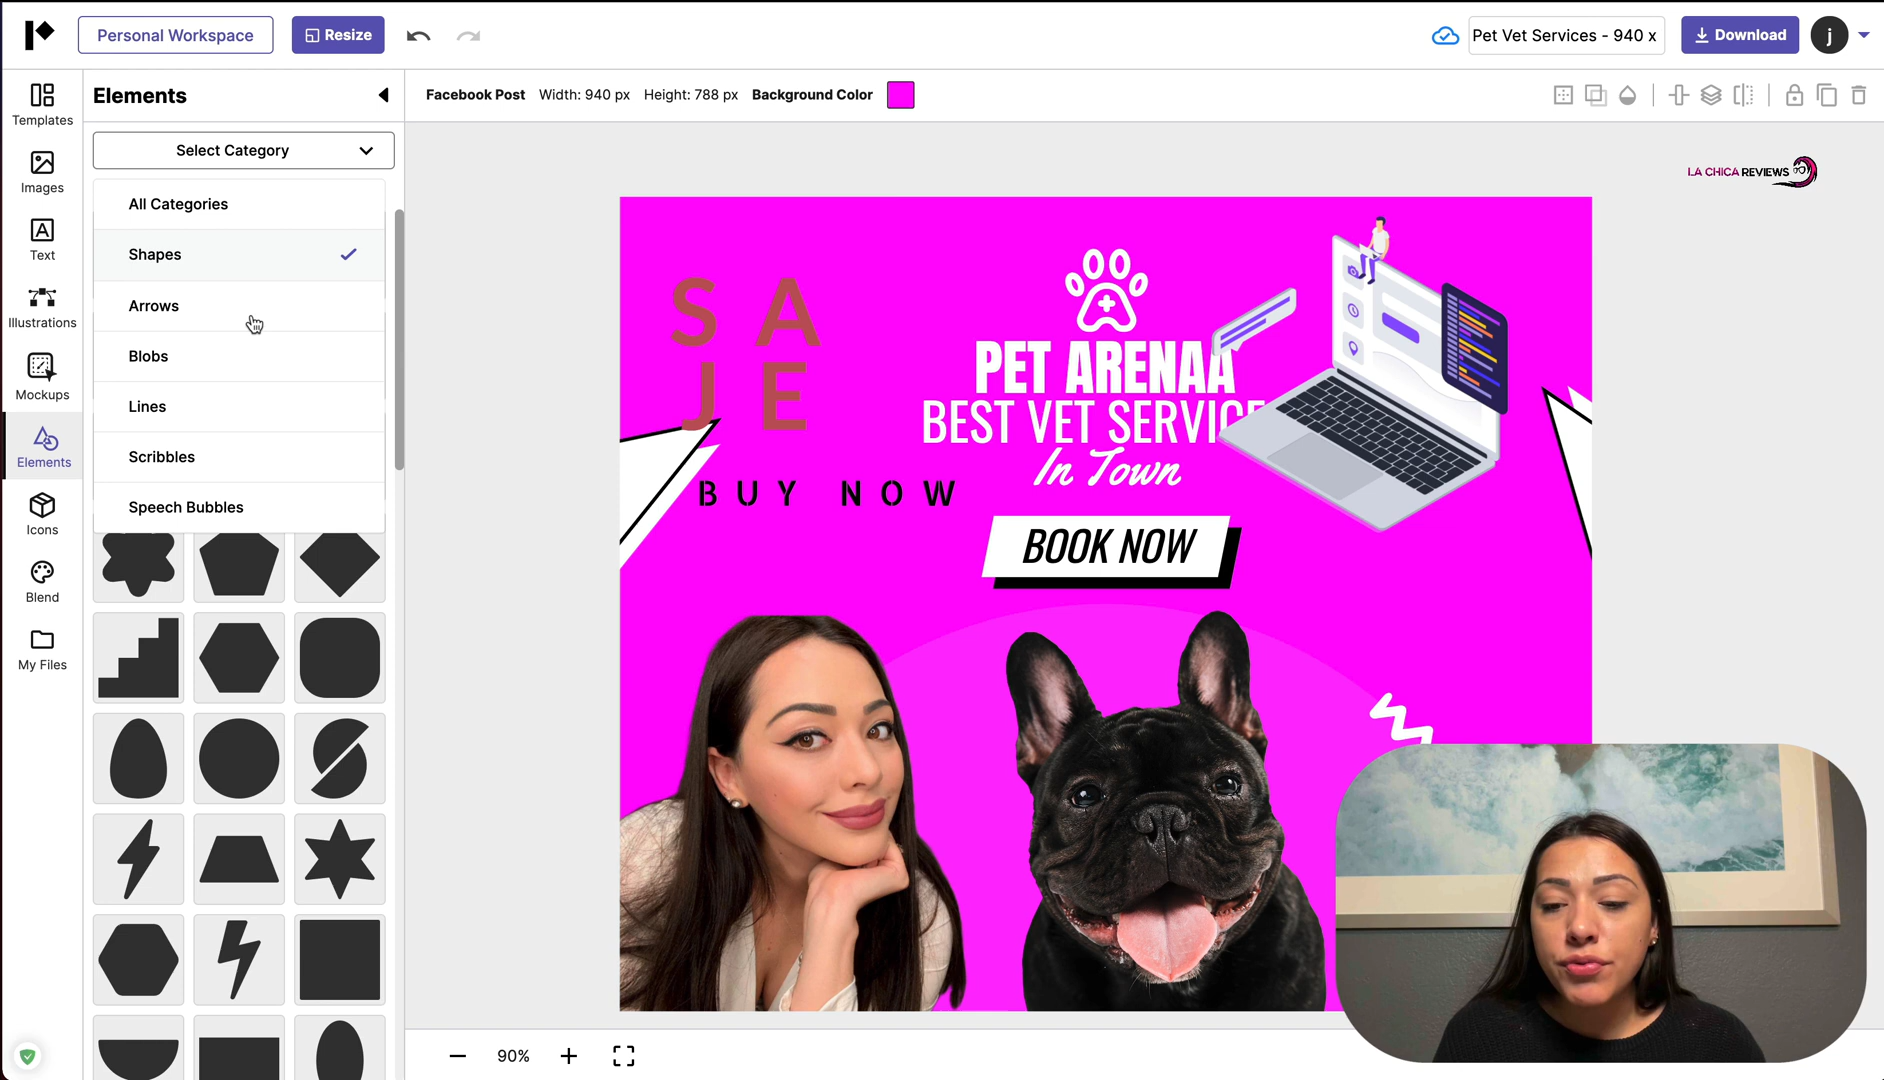 Personal Workspace
Resize
Pet Vet Services - 940 x
Download
j
Templates
Images
Text
Illustrations
Mockups
Elements
Icons
Blend
My Files
Elements
Select Category
All Categories
Shapes
Arrows
Blobs
Lines
Scribbles
Speech Bubbles
Facebook Post Width: 940 px Height: 788 px Background Color
LA CHICA REVIEWS
S A
J E
BUY NOW
PET ARENAA
BEST VET SERVICE
In Town
BOOK NOW
90%